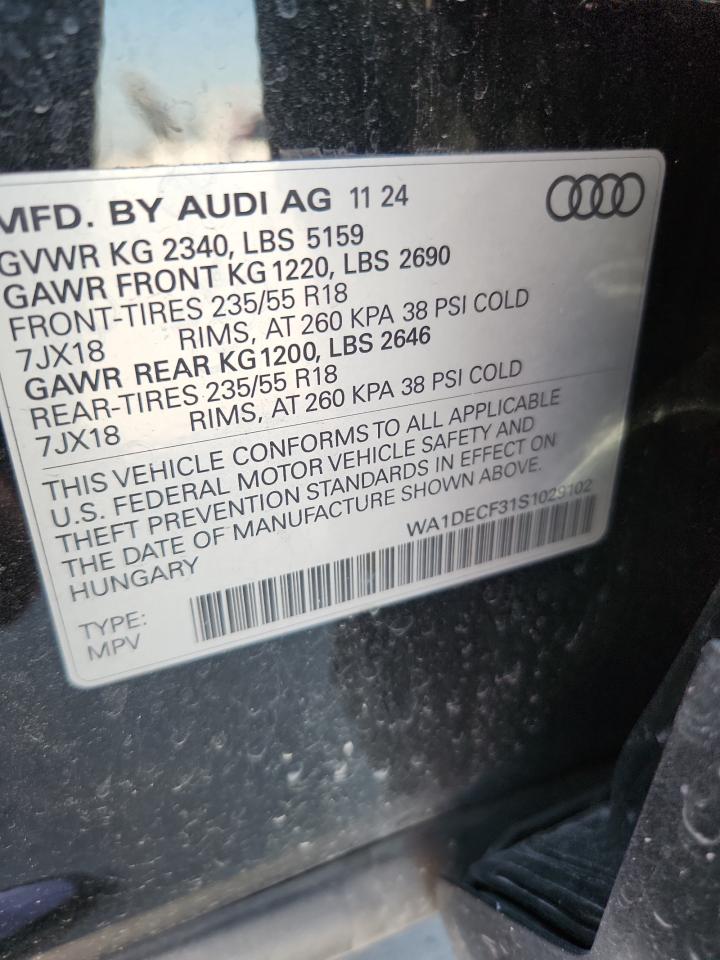 MFD. BY AUDI AG 11 24
GVWR KG 2340, LBS 5159
GAWR FRONT KG 1220, LBS 2690
FRONT-TIRES 235/55 R18
7JX18 RIMS, AT 260 KPA 38 PSI COLD
GAWR REAR KG 1200, LBS 2646
REAR-TIRES 235/55 R18
7JX18 RIMS, AT 260 KPA 38 PSI COLD
THIS VEHICLE CONFORMS TO ALL APPLICABLE
U.S. FEDERAL MOTOR VEHICLE SAFETY AND
THEFT PREVENTION STANDARDS IN EFFECT ON
THE DATE OF MANUFACTURE SHOWN ABOVE.
HUNGARY WA1DECF31S1029102
TYPE:
MPV